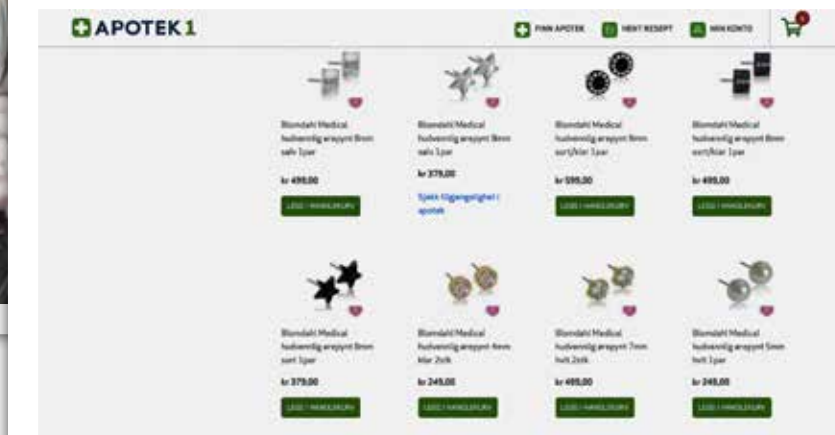 APOTEK 1
FINN APOTEK
HENT RESEPT
MIN KONTO
Blomdahl Medical
hudvennlig ørepynt 8mm
sølv 1par
kr 499,00
LEGG I HANDLEKURV
Blomdahl Medical
hudvennlig ørepynt 8mm
sølv 1par
kr 379,00
Sjekk tilgjengelighet i
apotek
Blomdahl Medical
hudvennlig ørepynt 8mm
sort/klar 1par
kr 599,00
LEGG I HANDLEKURV
Blomdahl Medical
hudvennlig ørepynt 8mm
sort/klar 1par
kr 499,00
LEGG I HANDLEKURV
Blomdahl Medical
hudvennlig ørepynt 8mm
sort 1par
kr 379,00
LEGG I HANDLEKURV
Blomdahl Medical
hudvennlig ørepynt 4mm
klar 2stk
kr 249,00
LEGG I HANDLEKURV
Blomdahl Medical
hudvennlig ørepynt 7mm
hvit 2stk
kr 499,00
LEGG I HANDLEKURV
Blomdahl Medical
hudvennlig ørepynt 5mm
hvit 1par
kr 249,00
LEGG I HANDLEKURV